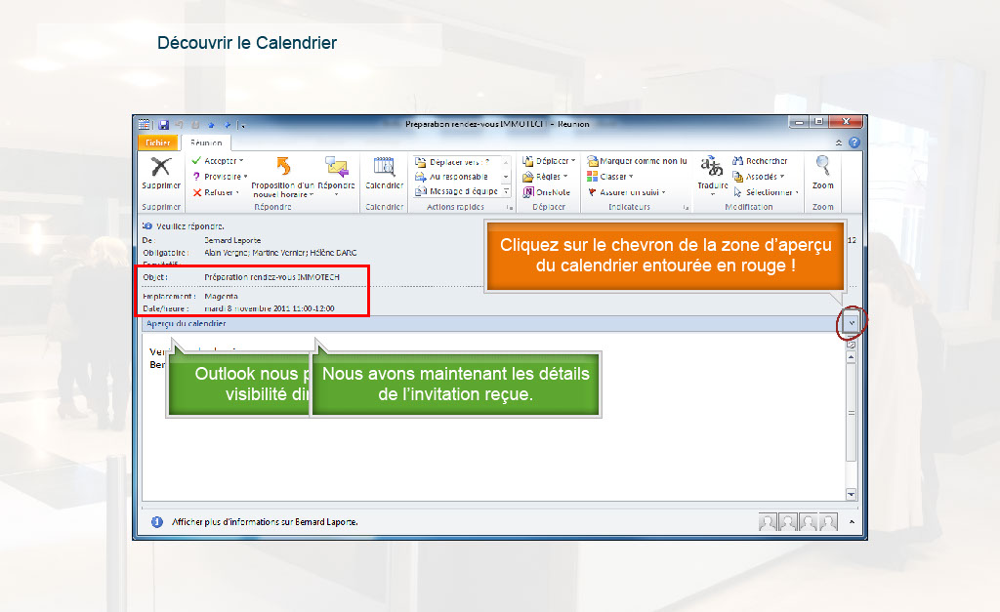 Découvrir le Calendrier
Préparation rendez-vous IMMOTECH - Réunion
Fichier
Réunion
Supprimer
Supprimer
Accepter
Provisoire
Refuser
Proposition d'un
nouvel horaire
Répondre
Répondre
Calendrier
Calendrier
Déplacer vers : ?
Au responsable
Message d'équipe
Actions rapides
Déplacer
Règles
OneNote
Déplacer
Marquer comme non lu
Classer
Assurer un suivi
Indicateurs
Traduire
Rechercher
Associés
Sélectionner
Modification
Zoom
Zoom
Veuillez répondre.
De : Bernard Laporte
12
Obligatoire : Alain Vergne; Martine Vernier; Hélène DARC
Objet : Préparation rendez-vous IMMOTECH
Emplacement : Magenta
Date/heure : mardi 8 novembre 2011 11:00-12:00
Cliquez sur le chevron de la zone d'aperçu
du calendrier entourée en rouge !
Aperçu du calendrier
Ver
Ber
Outlook nous p
visibilité dir
Nous avons maintenant les détails
de l'invitation reçue.
Afficher plus d'informations sur Bernard Laporte.